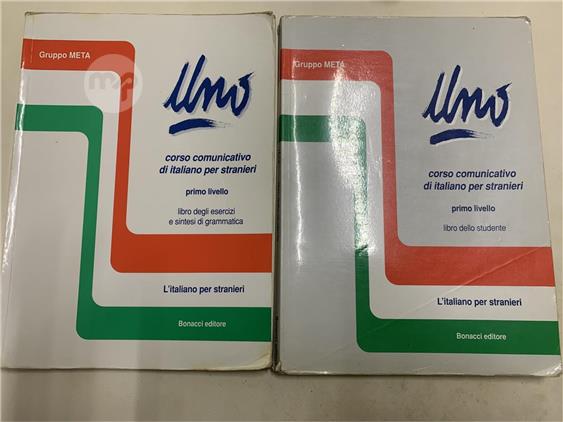 Gruppo META
Uno
corso comunicativo
di italiano per stranieri
primo livello
libro degli esercizi
e sintesi di grammatica
L'italiano per stranieri
Bonacci editore
Gruppo META
Uno
corso comunicativo
di italiano per stranieri
primo livello
libro dello studente
L'italiano per stranieri
Bonacci editore